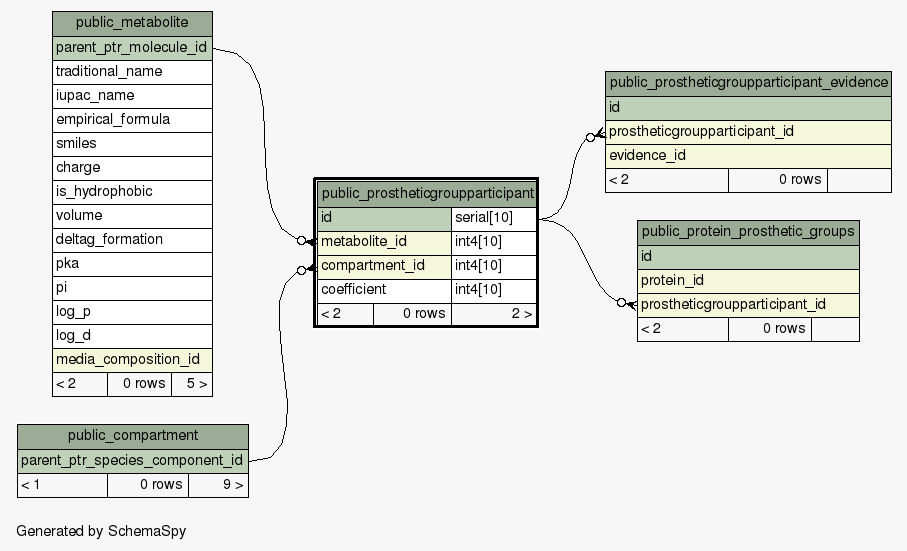 public_metabolite
parent_ptr_molecule_id
traditional_name
iupac_name
empirical_formula
smiles
charge
is_hydrophobic
volume
deltag_formation
pka
pi
log_p
log_d
media_composition_id
< 2 0 rows 5 >
public_compartment
parent_ptr_species_component_id
< 1 0 rows 9 >
public_prostheticgroupparticipant
id serial[10]
metabolite_id int4[10]
compartment_id int4[10]
coefficient int4[10]
< 2 0 rows 2 >
public_prostheticgroupparticipant_evidence
id
prostheticgroupparticipant_id
evidence_id
< 2 0 rows
public_protein_prosthetic_groups
id
protein_id
prostheticgroupparticipant_id
< 2 0 rows
Generated by SchemaSpy